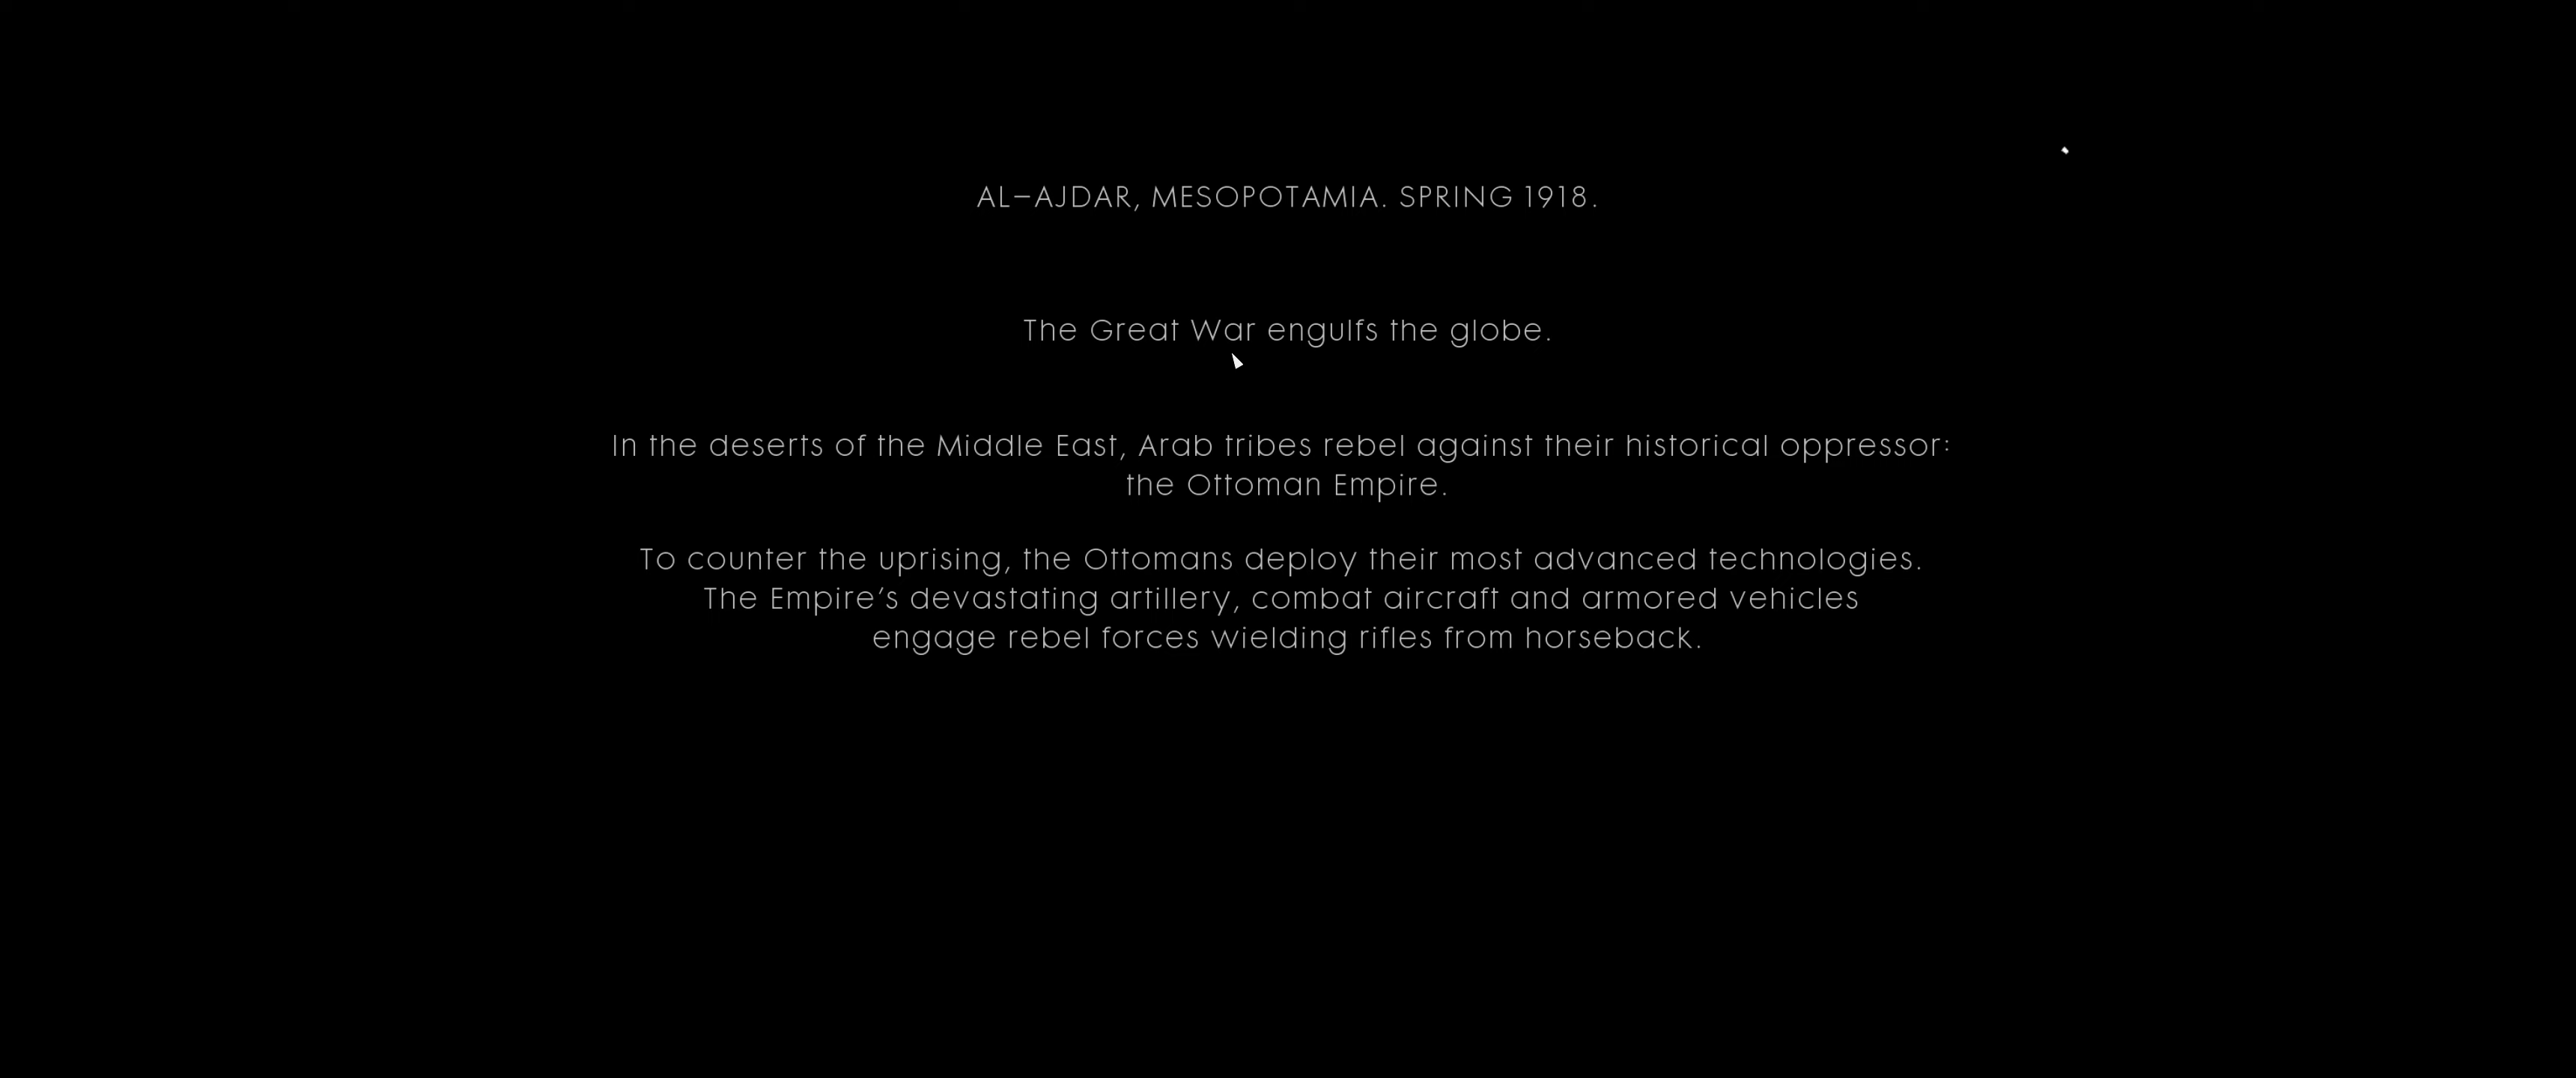 AL–AJDAR, MESOPOTAMIA. SPRING 1918.
The Great War engulfs the globe.
In the deserts of the Middle East, Arab tribes rebel against their historical oppressor:
the Ottoman Empire.
To counter the uprising, the Ottomans deploy their most advanced technologies.
The Empire’s devastating artillery, combat aircraft and armored vehicles
engage rebel forces wielding rifles from horseback.